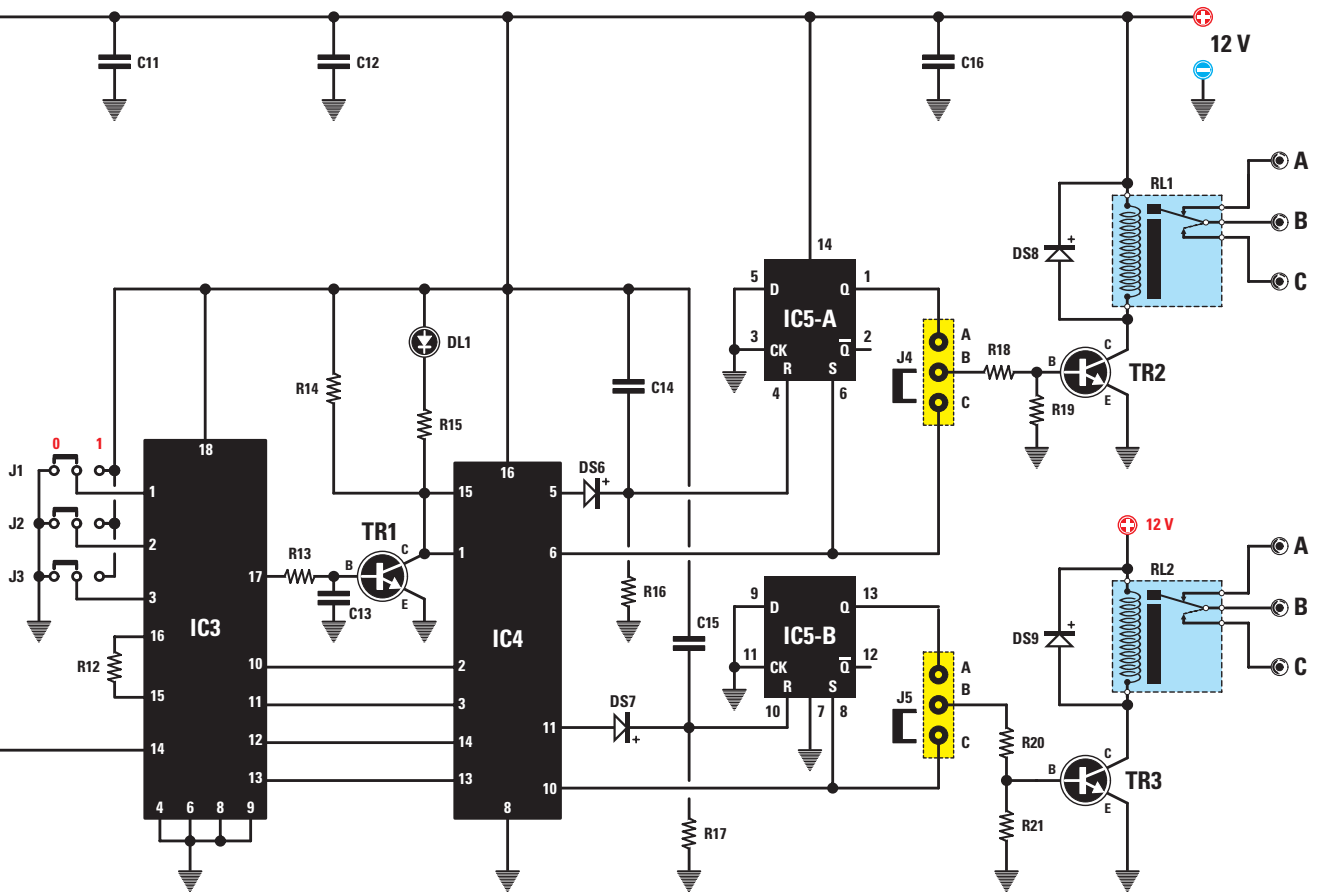 C11
C12
C16
12 V
A
RL1
B
DS8
+
C
14
5
D
Q
1
IC5-A
3
CK
Q
2
R
S
4
6
A
J4
B
R18
C
B
C
TR2
E
R19
DL1
R14
C14
R15
0
1
J1
18
1
J2
2
J3
3
TR1
R13
17
B
C
E
C13
16
15
5
DS6
+
1
6
R16
12 V
A
RL2
B
DS9
+
C
IC3
IC4
16
R12
15
10
2
11
3
14
12
14
13
13
4
6
8
9
8
C15
9
D
Q
13
IC5-B
11
CK
Q
12
R
S
10
7
8
DS7
+
11
10
A
J5
B
C
R20
B
C
TR3
E
R17
R21